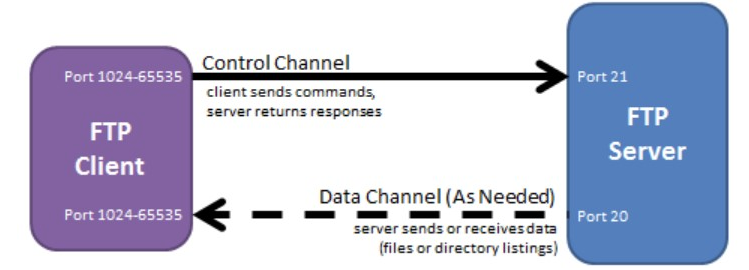 Control Channel
Port 1024-65535
Port 21
client sends commands,
server returns responses
FTP
Client
FTP
Server
Data Channel (As Needed)
Port 1024-65535
Port 20
server sends or receives data
(files or directory listings)